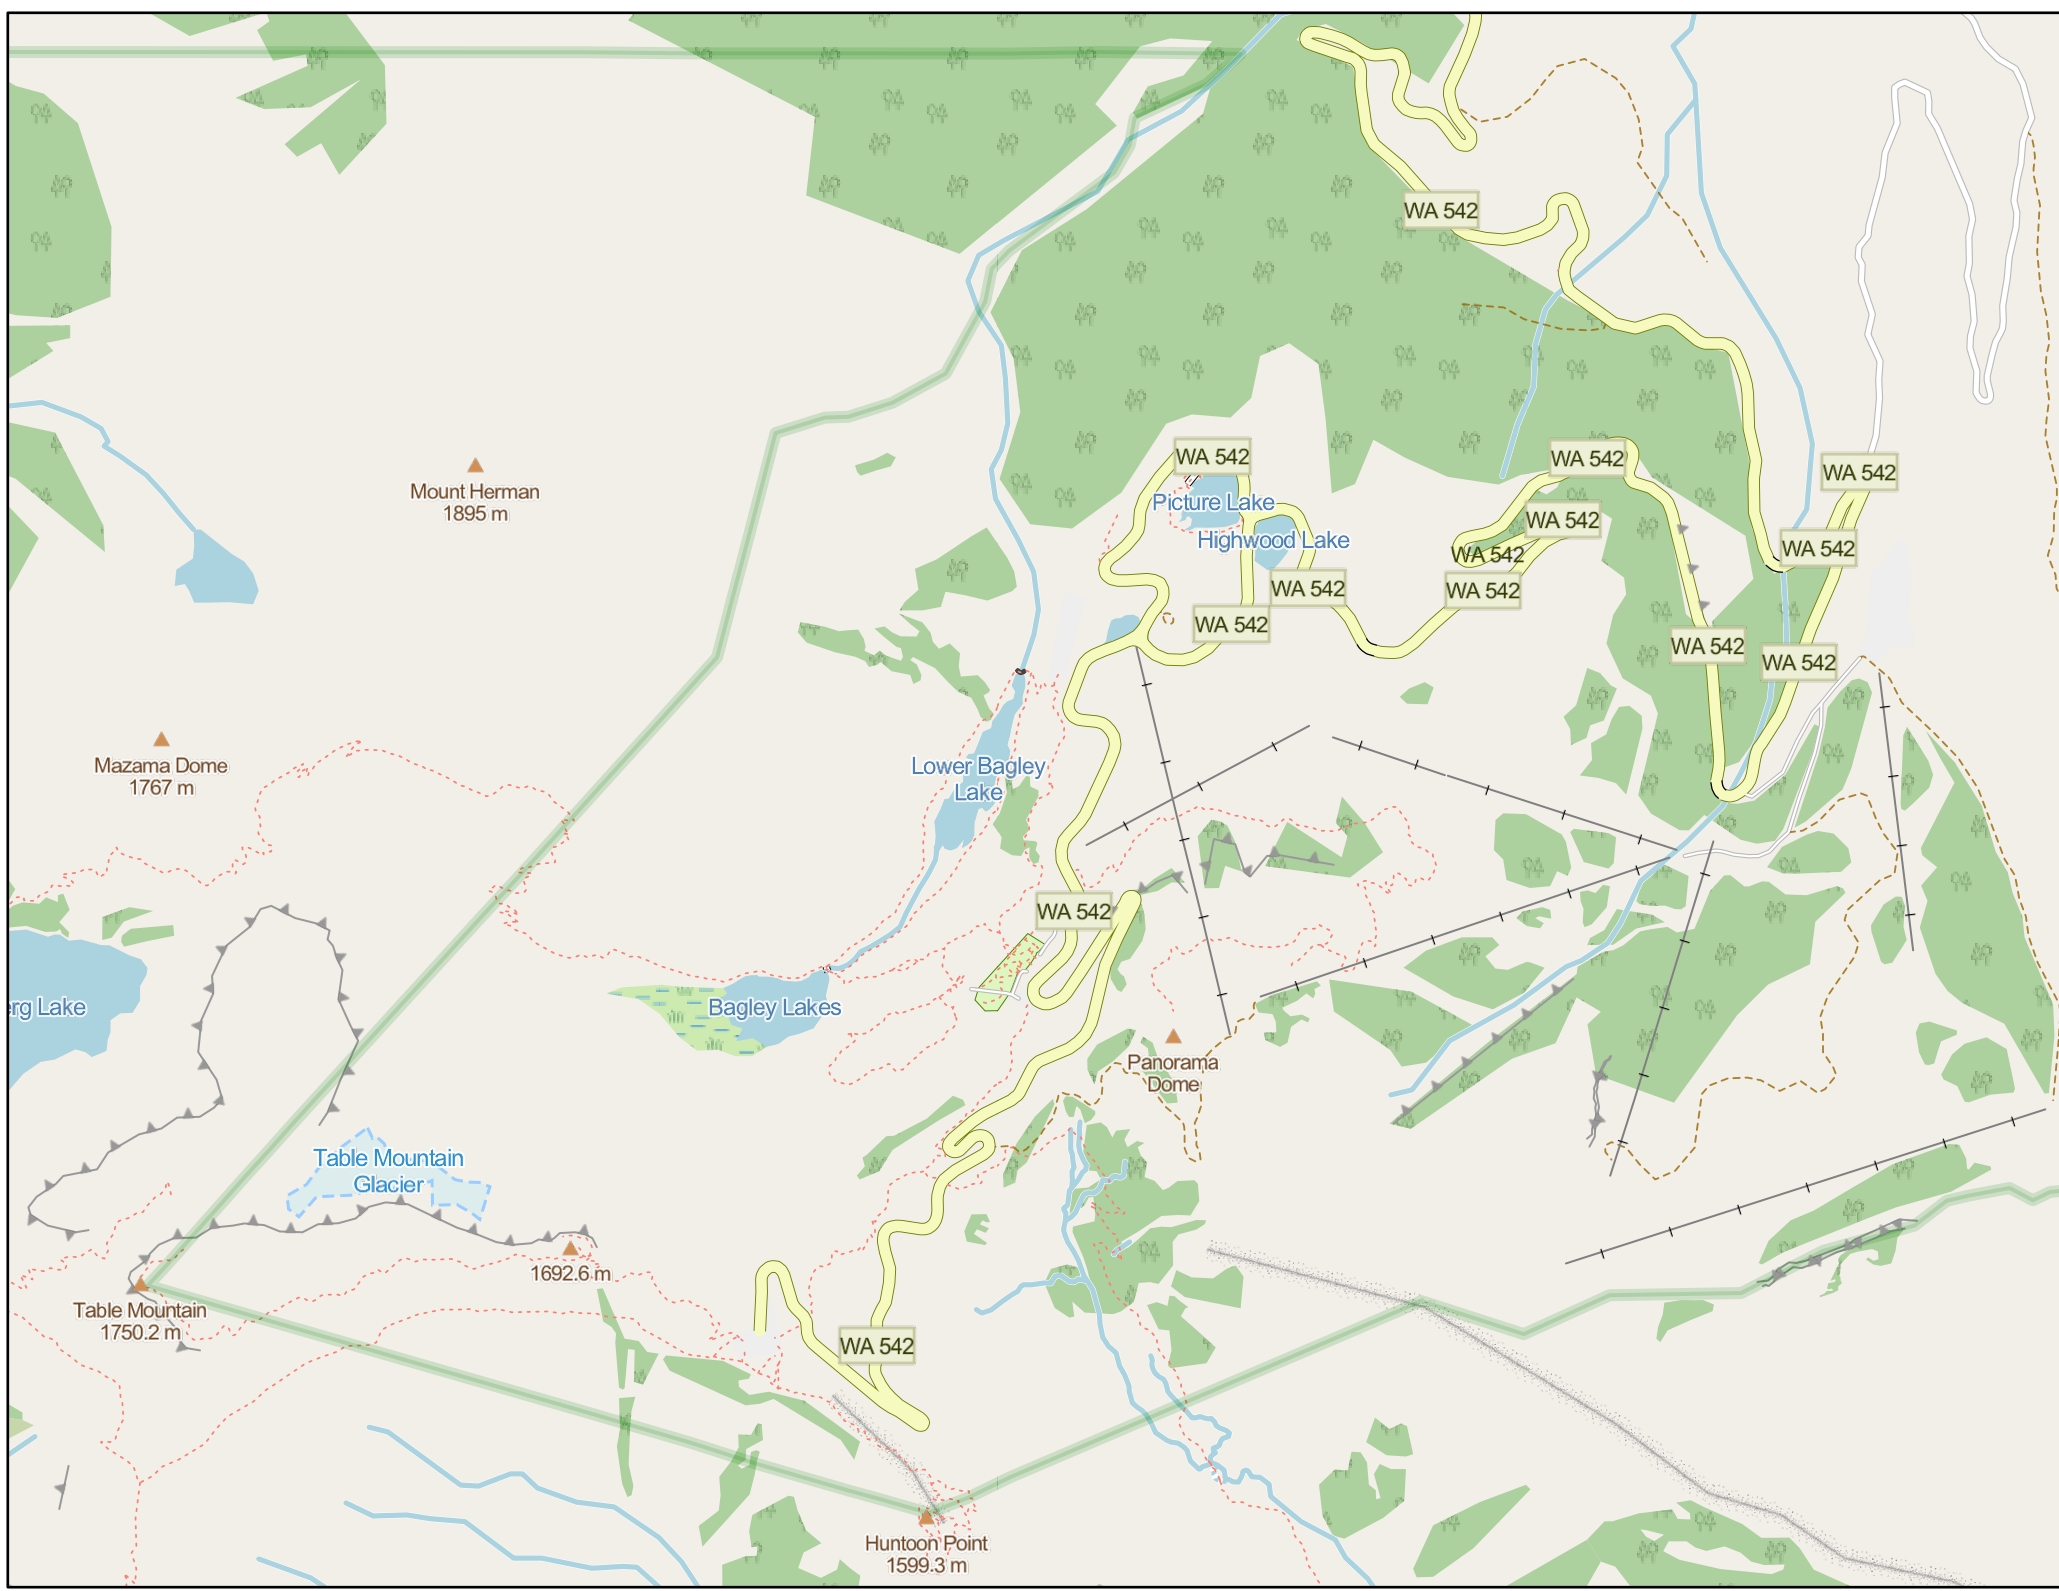 WA 542
WA 542
WA 542
WA 542
Mount Herman
1895 m
Picture Lake
WA 542
Highwood Lake
WA 542
WA 542
WA 542
WA 542
WA 542
WA 542
WA 542
Mazama Dome
1767 m
Lower Bagley
Lake
WA 542
erg Lake
Bagley Lakes
Panorama
Dome
Table Mountain
Glacier
1692.6 m
Table Mountain
1750.2 m
WA 542
Huntoon Point
1599.3 m